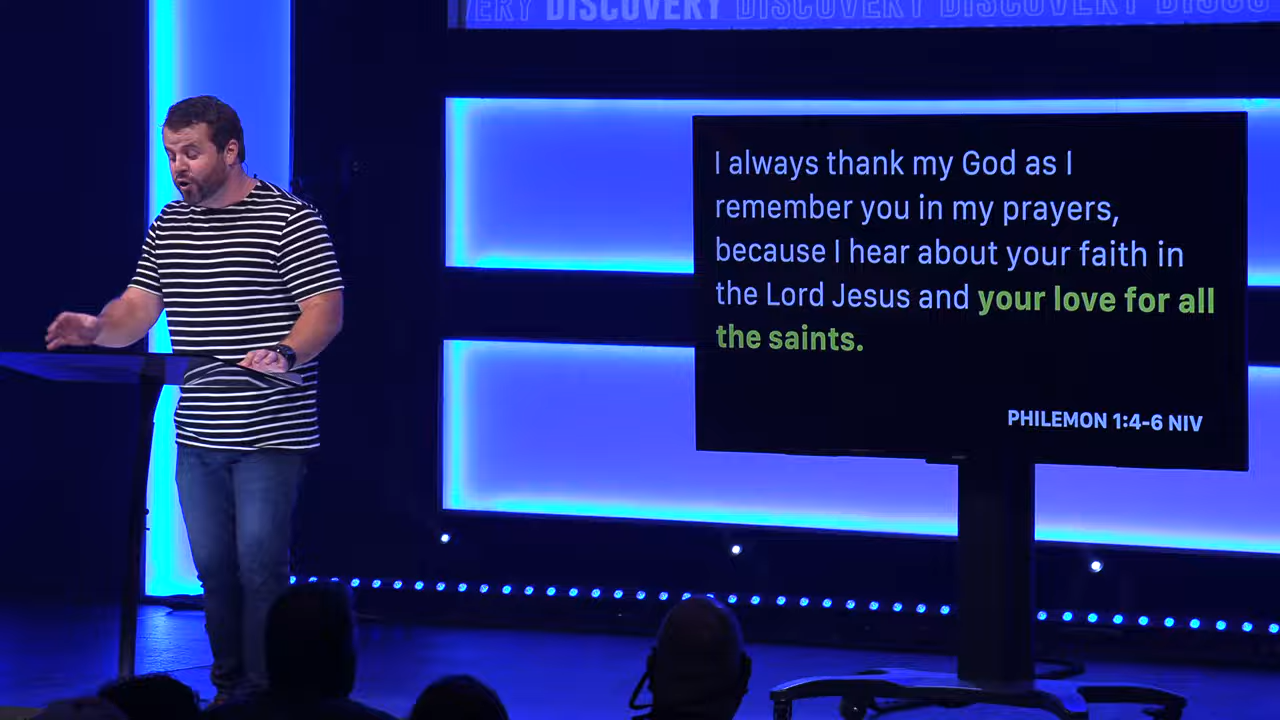 DISCOVERY DISCOVERY DISCOVERY
I always thank my God as I
remember you in my prayers,
because I hear about your faith in
the Lord Jesus and your love for all
the saints.
PHILEMON 1:4-6 NIV